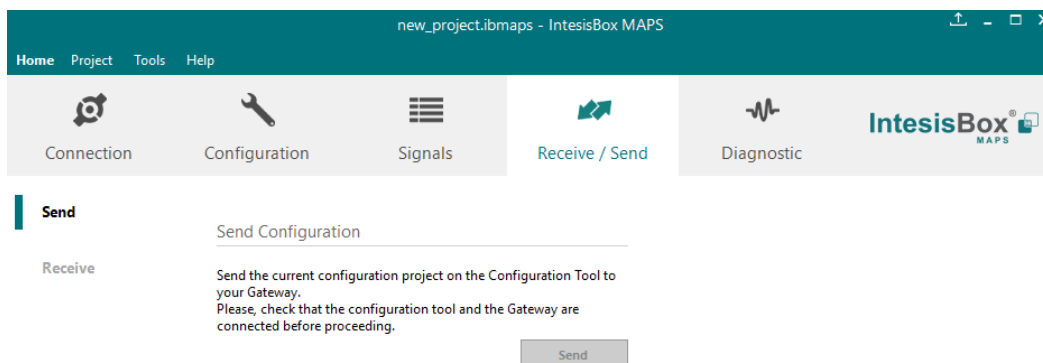 new_project.ibmaps - IntesisBox MAPS
Home Project Tools Help
Connection Configuration Signals Receive / Send Diagnostic
IntesisBox®
MAPS
Send
Send Configuration
Receive
Send the current configuration project on the Configuration Tool to
your Gateway.
Please, check that the configuration tool and the Gateway are
connected before proceeding.
Send